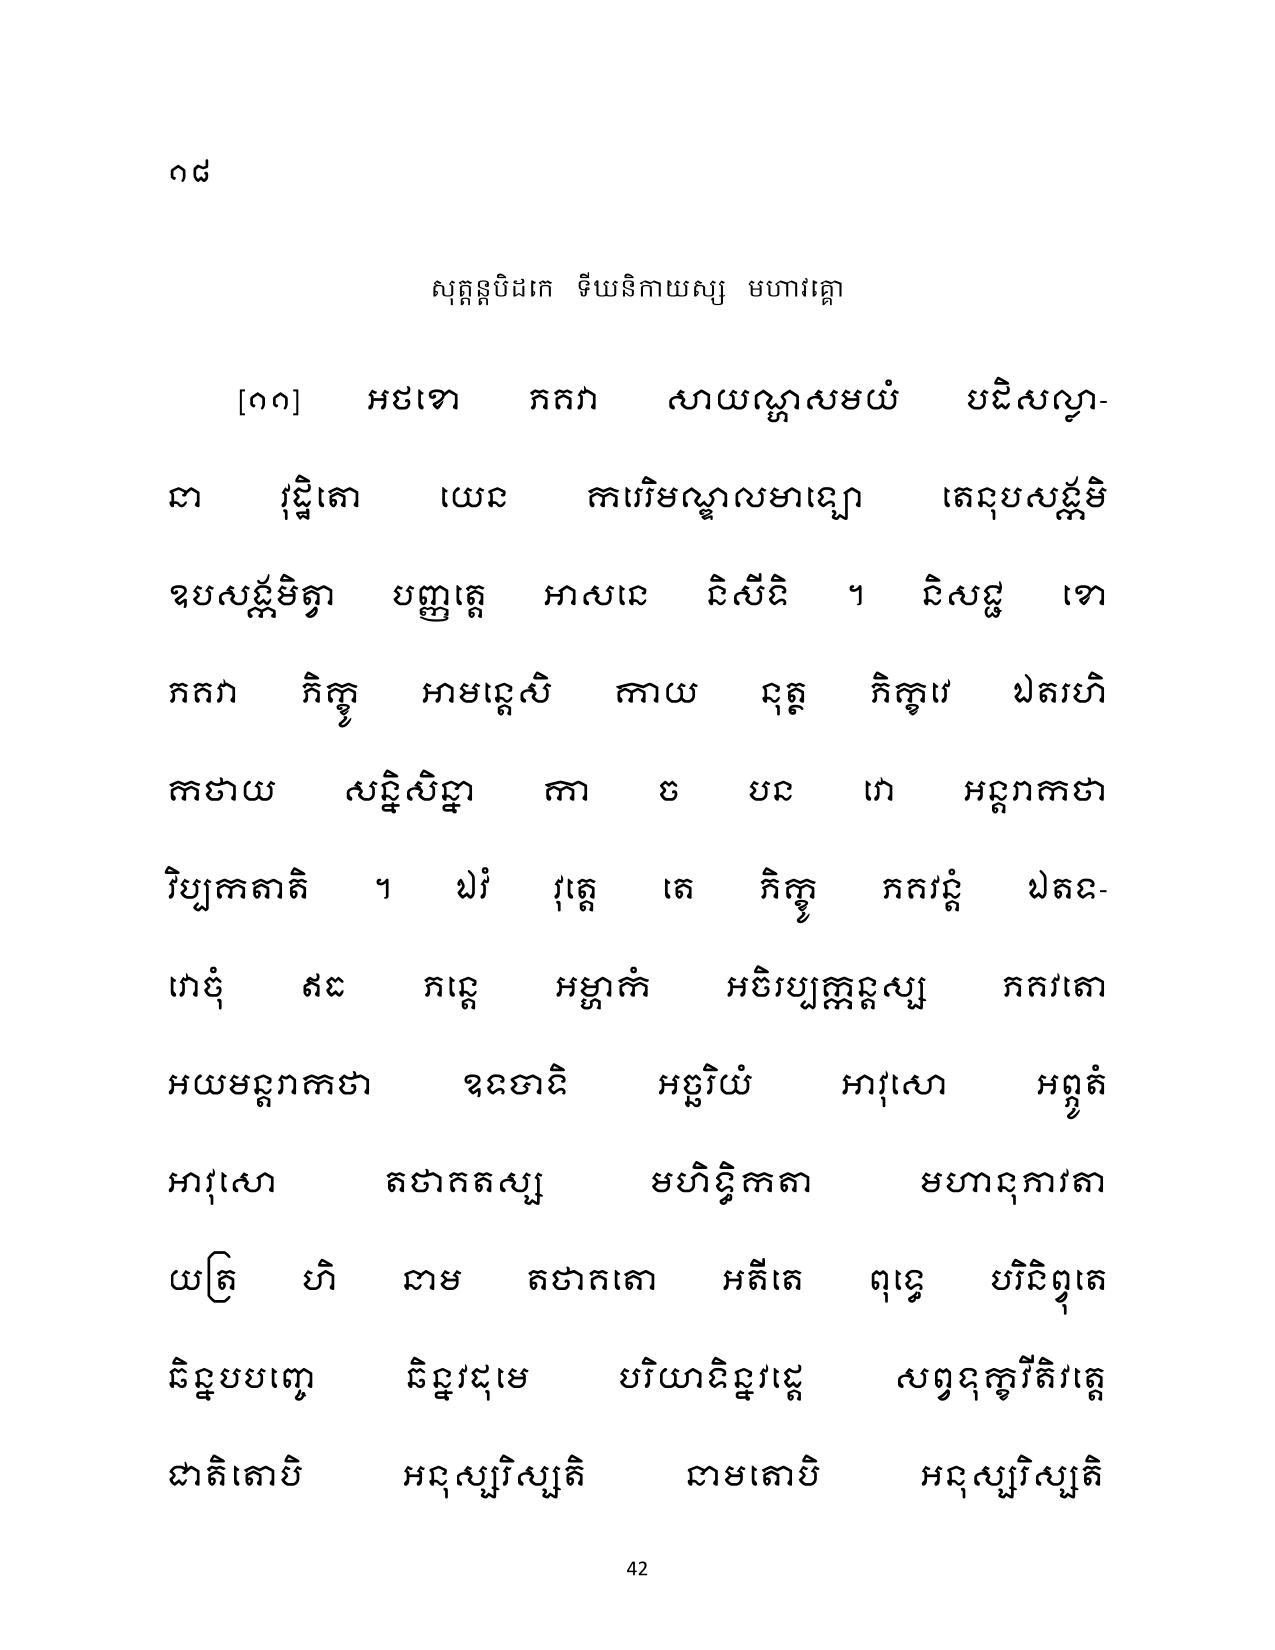 ១៨
សុត្តន្តបិដកេ ទីឃនិកាយស្ស មហាវគ្គោ
[១១] អថខោ ភគវា សាយណ្ហសមយំ បដិសល្លា-
នា វុដ្ឋិតោ យេន ករេរិមណ្ឌលមាឡោ តេនុបសង្កមិ
ឧបសង្កមិត្វា បញ្ញត្តេ អាសនេ និសីទិ ។ និសជ្ជ ខោ
ភគវា ភិក្ខូ អាមន្តេសិ កាយ នុត្ថ ភិក្ខវេ ឯតរហិ
កថាយ សន្និសិន្នា កា ច បន វោ អន្តរាកថា
វិប្បកតាតិ ។ ឯវំ វុត្តេ តេ ភិក្ខូ ភគវន្តំ ឯតទ-
វោចុំ ឥធ ភន្តេ អម្ហាកំ អចិរប្បក្កន្តស្ស ភគវតោ
អយមន្តរាកថា ឧទបាទិ អច្ឆរិយំ អាវុសោ អព្ភូតំ
អាវុសោ តថាគតស្ស មហិទ្ធិកតា មហានុភាវតា
យត្រ ហិ នាម តថាគតោ អតីតេ ពុទ្ធេ បរិនិព្វុតេ
ឆិន្នបបញ្ចេ ឆិន្នវដុមេ បរិយាទិន្នវដ្តេ សព្វទុក្ខវីតិវត្តេ
ជាតិតោបិ អនុស្សរិស្សតិ នាមតោបិ អនុស្សរិស្សតិ
42